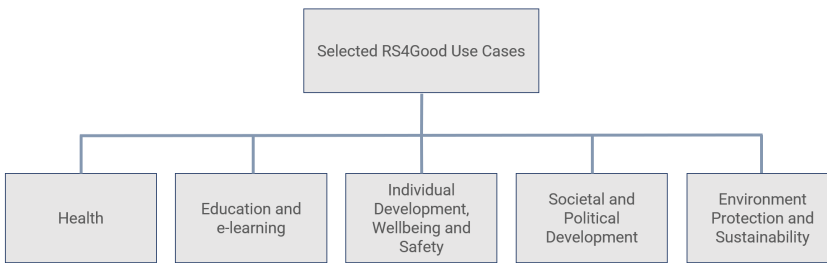 Selected RS4Good Use Cases
Health
Education and
e-learning
Individual
Development,
Wellbeing and
Safety
Societal and
Political
Development
Environment
Protection and
Sustainability